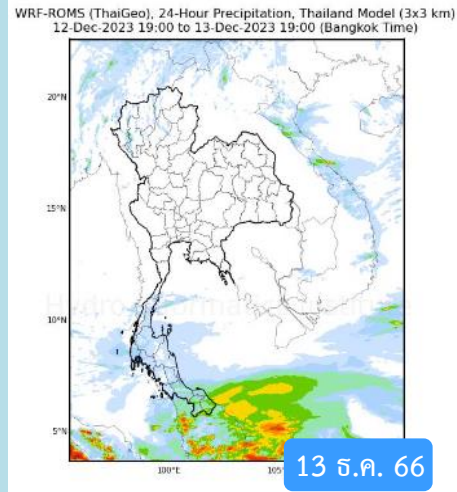 WRF-ROMS (ThaiGeo), 24-Hour Precipitation, Thailand Model (3x3 km)
12-Dec-2023 19:00 to 13-Dec-2023 19:00 (Bangkok Time)
20°N
15°N
10°N
5°N
100°E
13 ธ.ค. 66